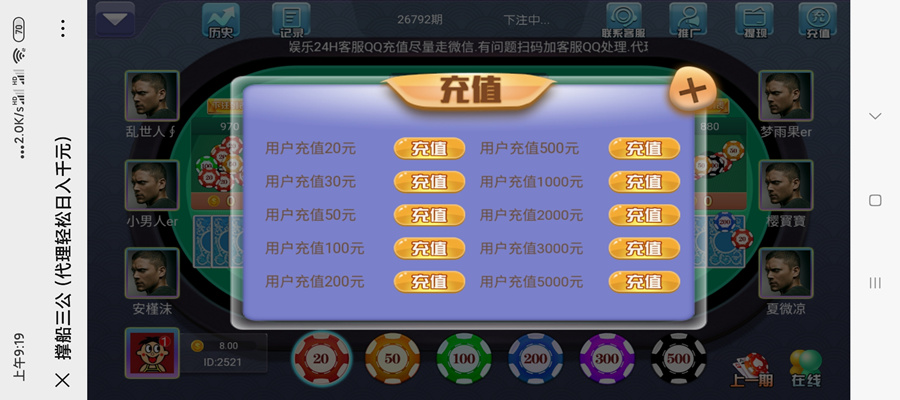 上午9:19
2.0K/s HD HD 70
撑船三公 (代理轻松日入千元)
历史
记录
26792期
下注中...
联系客服
推广
提现
充值
娱乐24H客服QQ充值尽量走微信.有问题扫码加客服QQ处理.代
充值
970
880
乱世人
梦雨果er
小男人er
樱寶寶
安槿沫
夏微凉
0
0
用户充值20元 充值 用户充值500元 充值
用户充值30元 充值 用户充值1000元 充值
用户充值50元 充值 用户充值2000元 充值
用户充值100元 充值 用户充值3000元 充值
用户充值200元 充值 用户充值5000元 充值
1
8.00
ID:2521
20 50 100 200 300 500
上一期
在线